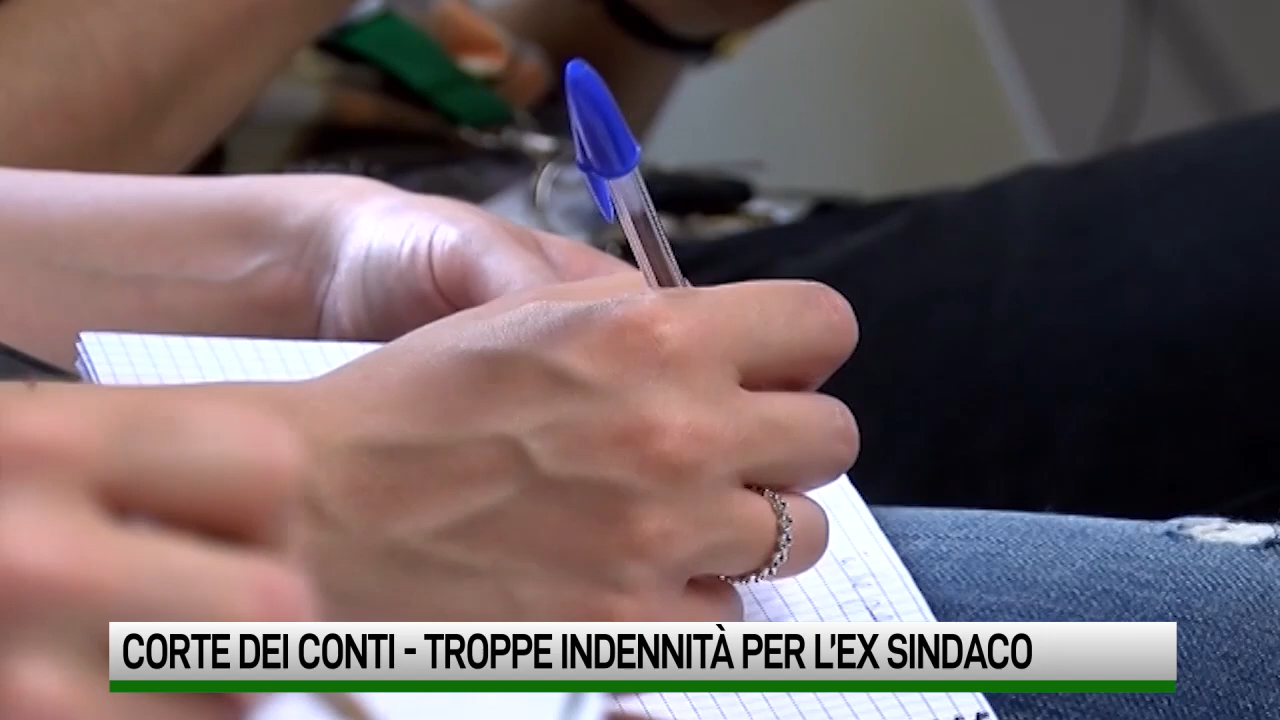 CORTE DEI CONTI - TROPPE INDENNITÀ PER L'EX SINDACO